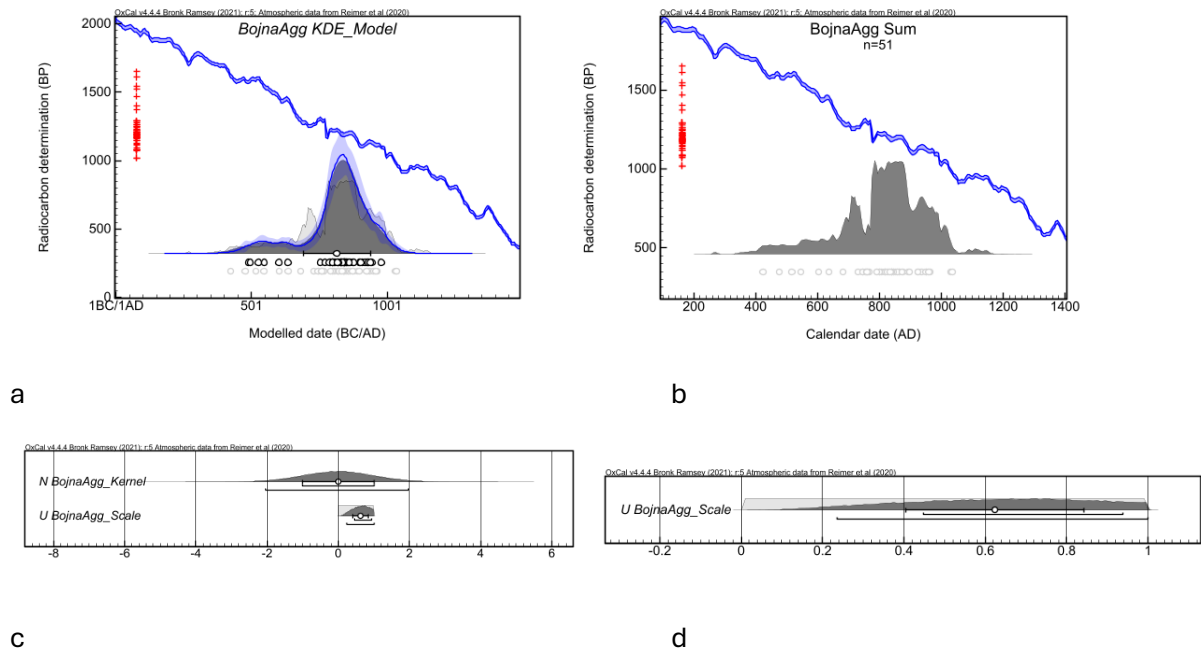 OxCal v4.4.4 Bronk Ramsey (2021); r:5; Atmospheric data from Reimer et al (2020)
BojnaAgg KDE_Model
2000
1500
1000
500
0
Radiocarbon determination (BP)
1BC/1AD
501
1001
Modelled date (BC/AD)
OxCal v4.4.4 Bronk Ramsey (2021); r:5; Atmospheric data from Reimer et al (2020)
BojnaAgg Sum
n=51
1500
1000
500
Radiocarbon determination (BP)
200
400
600
800
1000
1200
1400
Calendar date (AD)
a
b
OxCal v4.4.4 Bronk Ramsey (2021); r:5 Atmospheric data from Reimer et al (2020)
N BojnaAgg_Kernel
U BojnaAgg_Scale
-8
-6
-4
-2
0
2
4
6
OxCal v4.4.4 Bronk Ramsey (2021); r:5 Atmospheric data from Reimer et al (2020)
U BojnaAgg_Scale
-0.2
0
0.2
0.4
0.6
0.8
1
c
d